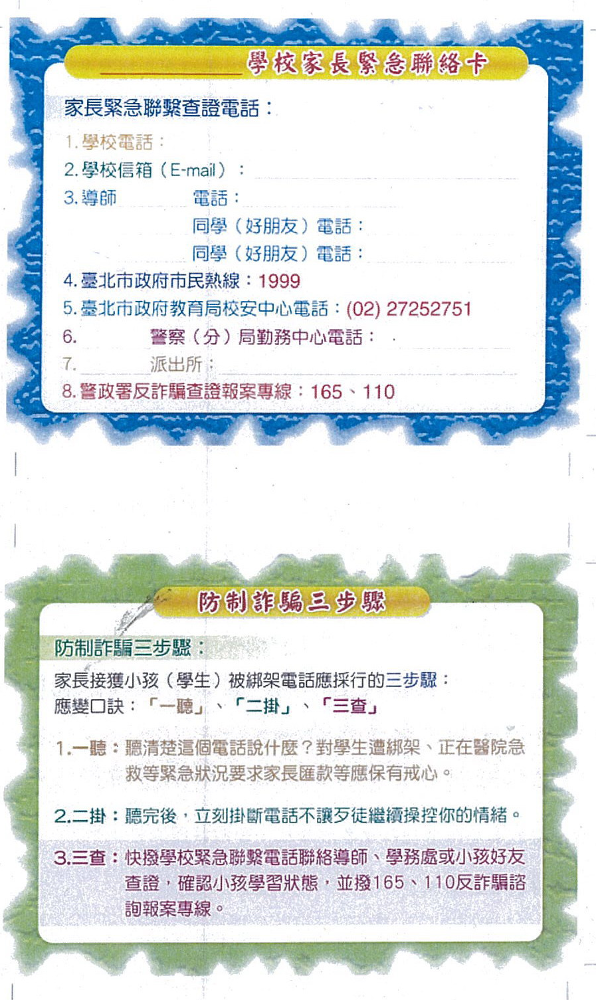 學校家長緊急聯絡卡
家長緊急聯繫查證電話：
1.學校電話：
2.學校信箱（E-mail）：
3.導師 電話：
同學（好朋友）電話：
同學（好朋友）電話：
4.臺北市政府市民熱線：1999
5.臺北市政府教育局校安中心電話：(02) 27252751
6. 警察（分）局勤務中心電話：
7. 派出所：
8.警政署反詐騙查證報案專線：165、110
防制詐騙三步驟
防制詐騙三步驟：
家長接獲小孩（學生）被綁架電話應採行的三步驟：
應變口訣：「一聽」、「二掛」、「三查」
1.一聽：聽清楚這個電話說什麼？對學生遭綁架、正在醫院急
救等緊急狀況要求家長匯款等應保有戒心。
2.二掛：聽完後，立刻掛斷電話不讓歹徒繼續操控你的情緒。
3.三查：快撥學校緊急聯繫電話聯絡導師、學務處或小孩好友
查證，確認小孩學習狀態，並撥165、110反詐騙諮
詢報案專線。